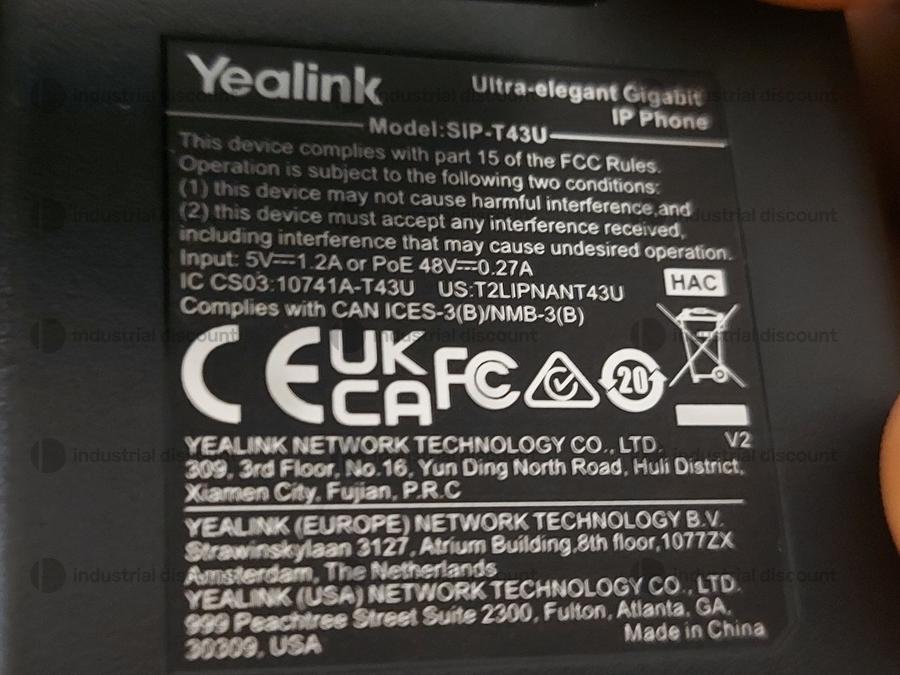 Yealink
Ultra-elegant Gigabit
IP Phone
Model:SIP-T43U
This device complies with part 15 of the FCC Rules.
Operation is subject to the following two conditions:
(1) this device may not cause harmful interference,and
(2) this device must accept any interference received,
including interference that may cause undesired operation.
Input: 5V⎓1.2A or PoE 48V⎓0.27A
IC CS03:10741A-T43U US:T2LIPNANT43U
HAC
Complies with CAN ICES-3(B)/NMB-3(B)
CE UK CA FC 20
V2
YEALINK NETWORK TECHNOLOGY CO., LTD.
309, 3rd Floor, No.16, Yun Ding North Road, Huli District,
Xiamen City, Fujian, P.R.C
YEALINK (EUROPE) NETWORK TECHNOLOGY B.V.
Strawinskylaan 3127, Atrium Building,8th floor,1077ZX
Amsterdam, The Netherlands
YEALINK (USA) NETWORK TECHNOLOGY CO., LTD.
999 Peachtree Street Suite 2300, Fulton, Atlanta, GA,
30309, USA
Made in China
industrial discount